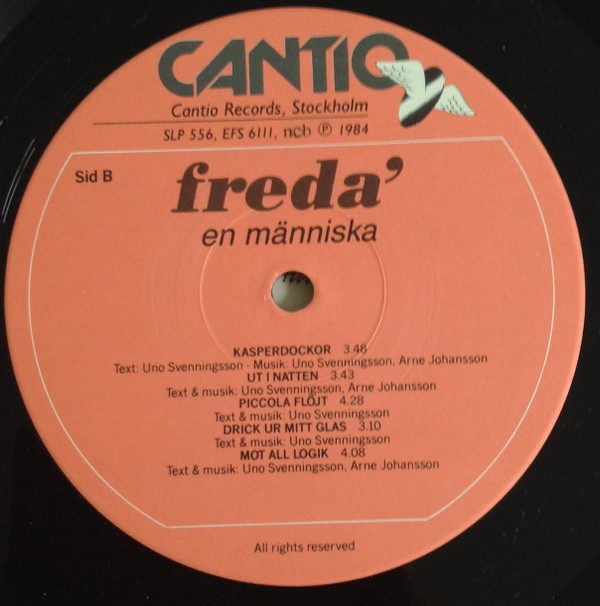 CANTIO
Cantio Records, Stockholm
SLP 556, EFS 6111, ncb ℗ 1984
Sid B
freda'
en människa
KASPERDOCKOR 3.48
Text: Uno Svenningsson - Musik: Uno Svenningsson, Arne Johansson
UT I NATTEN 3.43
Text & musik: Uno Svenningsson, Arne Johansson
PICCOLA FLÖJT 4.28
Text & musik: Uno Svenningsson
DRICK UR MITT GLAS 3.10
Text & musik: Uno Svenningsson
MOT ALL LOGIK 4.08
Text & musik: Uno Svenningsson, Arne Johansson
All rights reserved